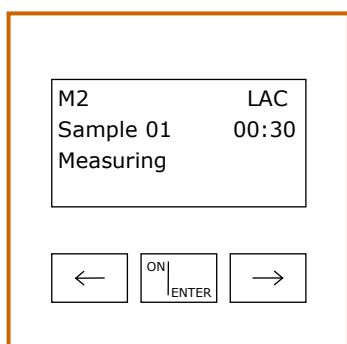 M2 LAC
Sample 01 00:30
Measuring
← ON ENTER →